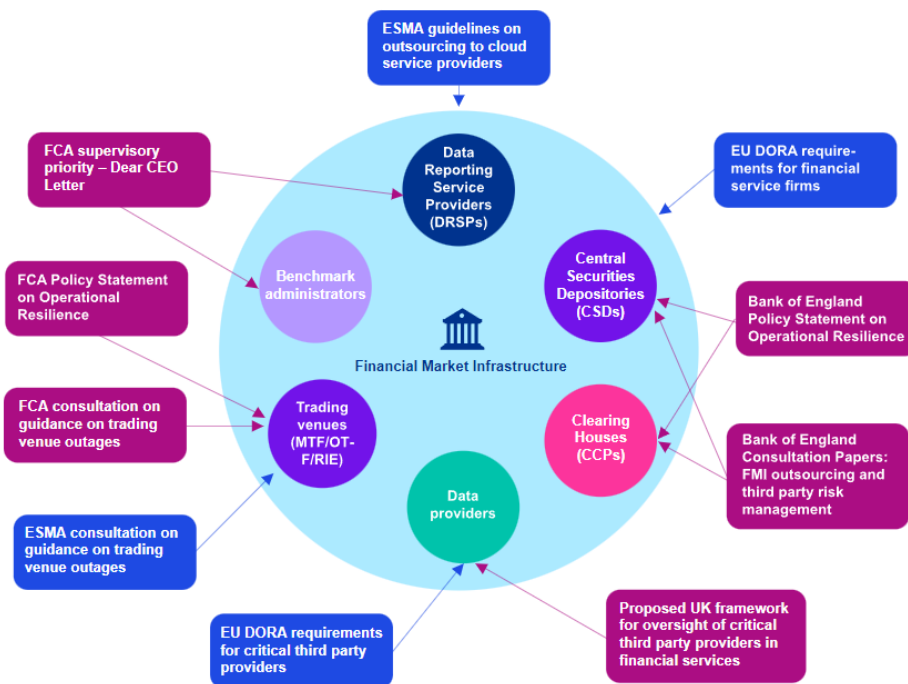 ESMA guidelines on
outsourcing to cloud
service providers
FCA supervisory
priority – Dear CEO
Letter
Data
Reporting
Service
Providers
(DRSPs)
EU DORA require-
ments for financial
service firms
Benchmark
administrators
Central
Securities
Depositories
(CSDs)
FCA Policy Statement
on Operational
Resilience
Bank of England
Policy Statement on
Operational Resilience
Financial Market Infrastructure
FCA consultation on
guidance on trading
venue outages
Trading
venues
(MTF/OT-
F/RIE)
Clearing
Houses
(CCPs)
Bank of England
Consultation Papers:
FMI outsourcing and
third party risk
management
Data
providers
ESMA consultation on
guidance on trading
venue outages
EU DORA requirements
for critical third party
providers
Proposed UK framework
for oversight of critical
third party providers in
financial services